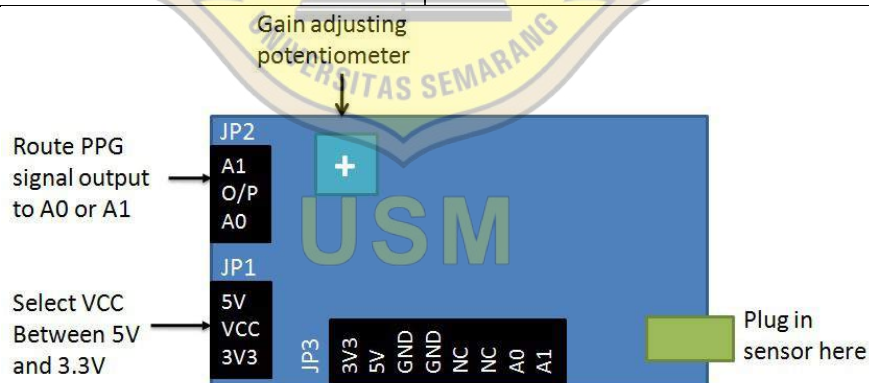 Gain adjusting
potentiometer
UNIVERSITAS SEMARANG
Route PPG
signal output
to A0 or A1
JP2
A1
O/P
A0
+
USM
JP1
Select VCC
Between 5V
and 3.3V
5V
VCC
3V3
JP3
3V3
5V
GND
GND
NC
NC
A0
A1
Plug in
sensor here